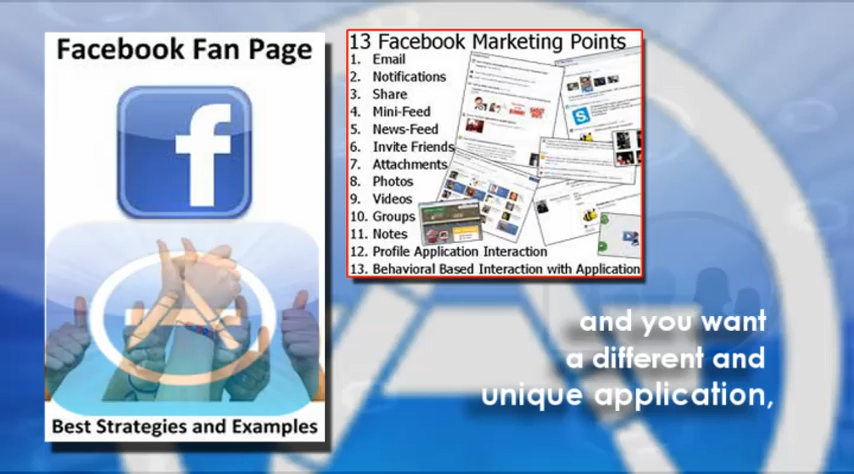 Facebook Fan Page
f
Best Strategies and Examples
13 Facebook Marketing Points
1. Email
2. Notifications
3. Share
4. Mini-Feed
5. News-Feed
6. Invite Friends
7. Attachments
8. Photos
9. Videos
10. Groups
11. Notes
12. Profile Application Interaction
13. Behavioral Based Interaction with Application
and you want
a different and
unique application,